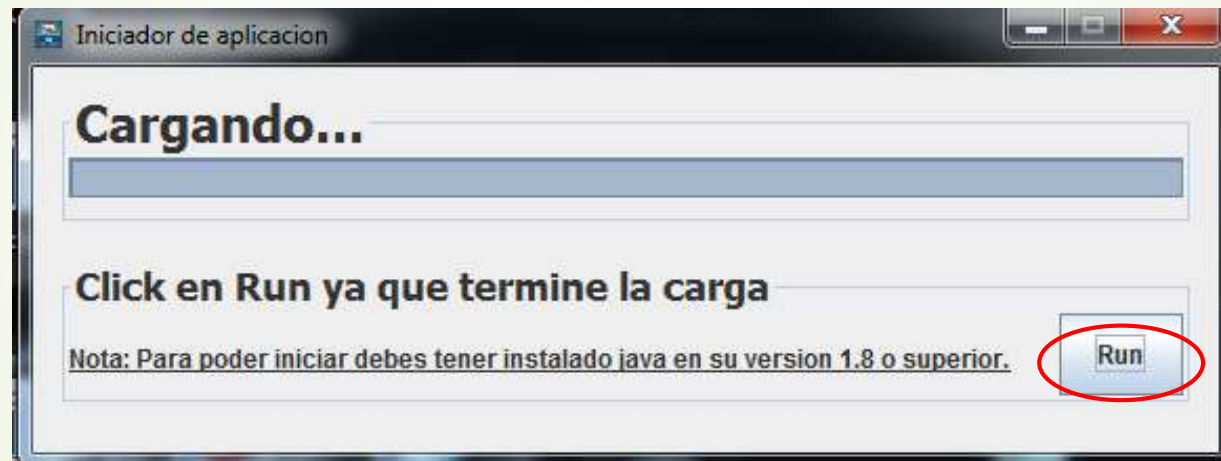 Iniciador de aplicacion
Cargando...
Click en Run ya que termine la carga
Nota: Para poder iniciar debes tener instalado java en su version 1.8 o superior.
Run